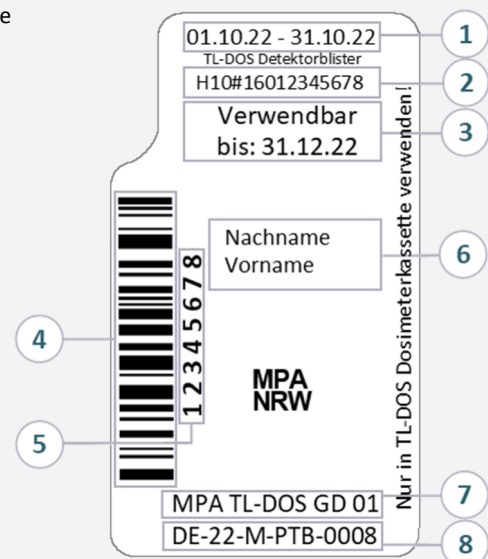 e
01.10.22 - 31.10.22
TL-DOS Detektorblister
H10#16012345678
Verwendbar
bis: 31.12.22
Nachname
Vorname
12345678
MPA
NRW
Nur in TL-DOS Dosimeterkassette verwenden!
MPA TL-DOS GD 01
DE-22-M-PTB-0008
1
2
3
4
5
6
7
8